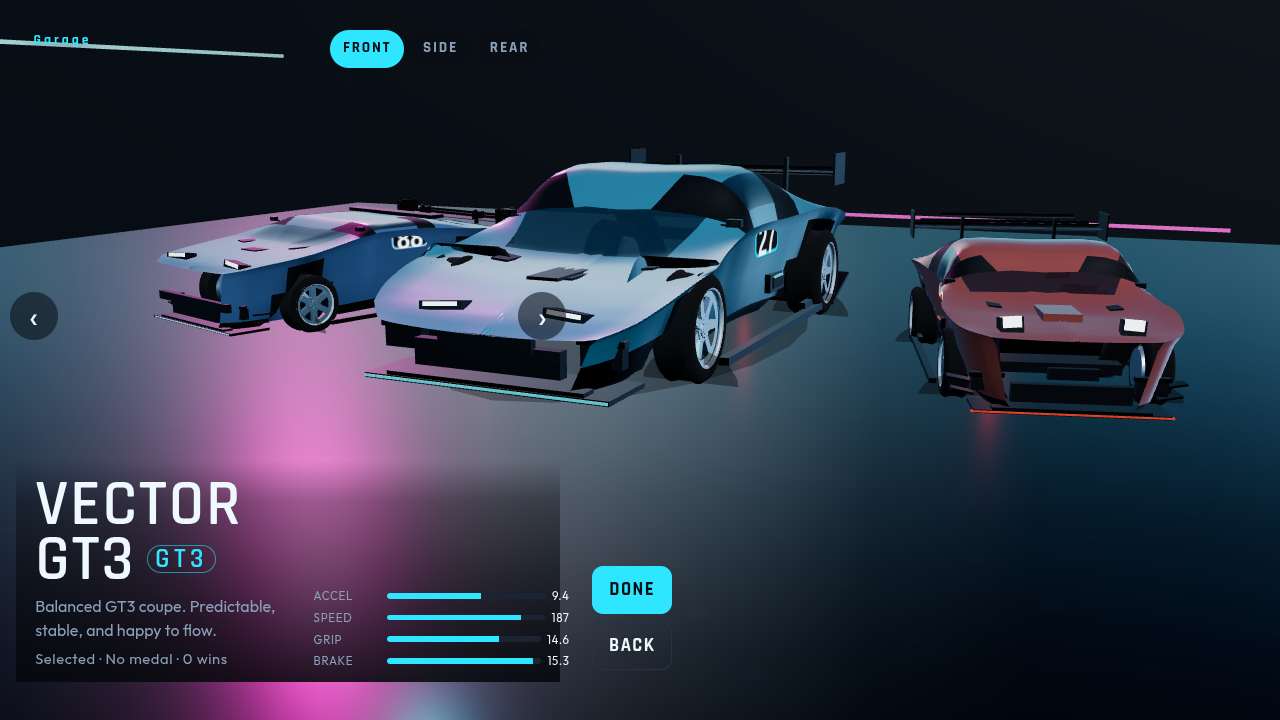 Garage
FRONT SIDE REAR
27
‹
›
VECTOR
GT3 GT3
Balanced GT3 coupe. Predictable,
stable, and happy to flow.
Selected · No medal · 0 wins
ACCEL 9.4
SPEED 187
GRIP 14.6
BRAKE 15.3
DONE
BACK